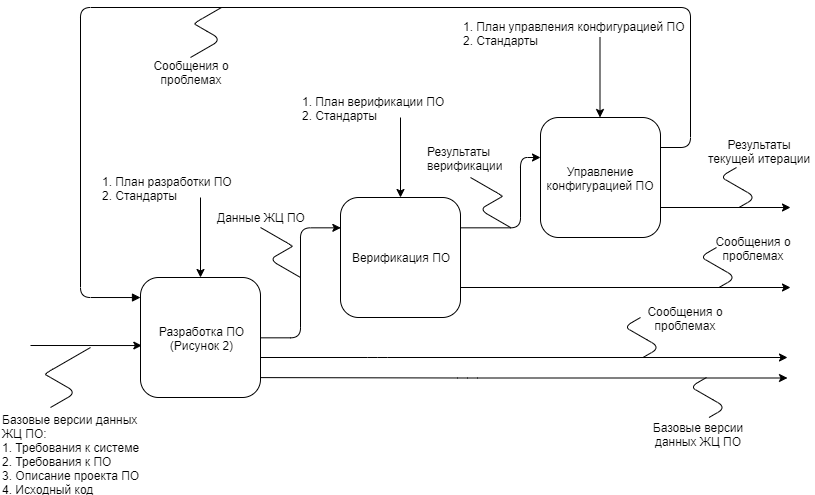 1. План управления конфигурацией ПО
2. Стандарты
Сообщения о
проблемах
1. План верификации ПО
2. Стандарты
Результаты
верификации
Управление
конфигурацией ПО
Результаты
текущей итерации
1. План разработки ПО
2. Стандарты
Данные ЖЦ ПО
Верификация ПО
Сообщения о
проблемах
Разработка ПО
(Рисунок 2)
Сообщения о
проблемах
Базовые версии данных
ЖЦ ПО:
1. Требования к системе
2. Требования к ПО
3. Описание проекта ПО
4. Исходный код
Базовые версии
данных ЖЦ ПО